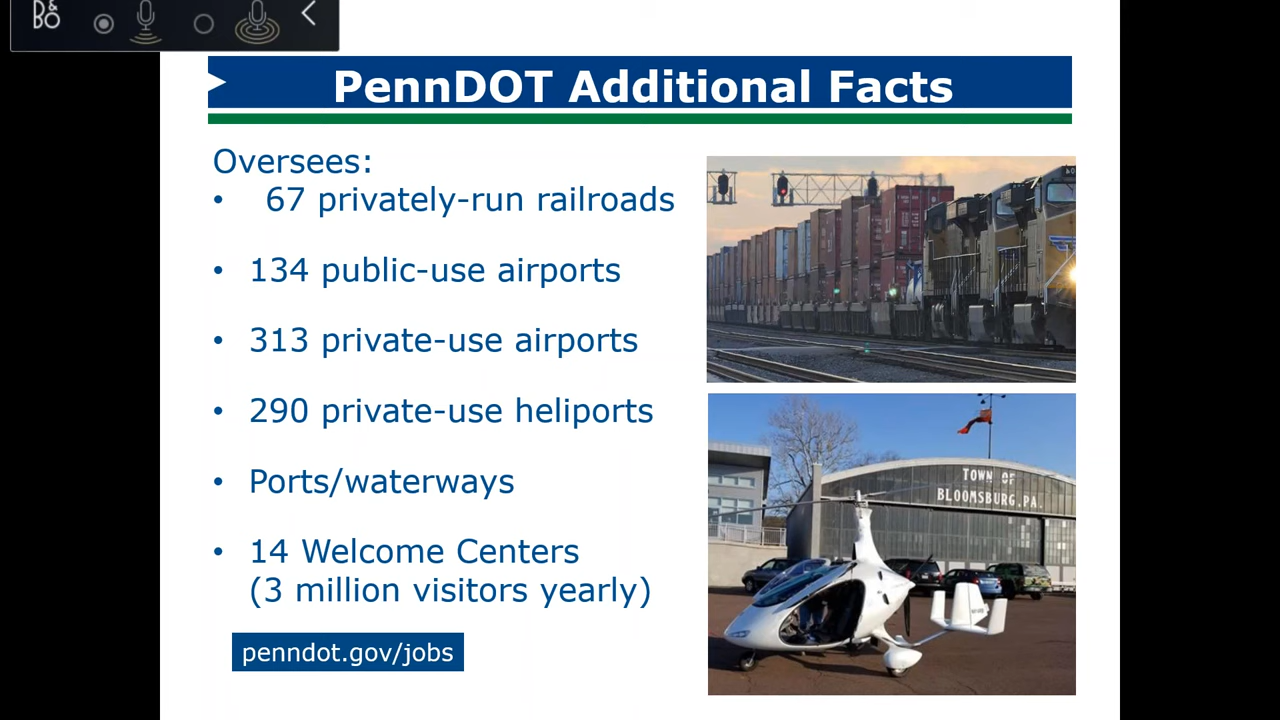 B&O
PennDOT Additional Facts
Oversees:
• 67 privately-run railroads
• 134 public-use airports
• 313 private-use airports
• 290 private-use heliports
• Ports/waterways
• 14 Welcome Centers
(3 million visitors yearly)
penndot.gov/jobs
TOWN OF
BLOOMSBURG,PA.